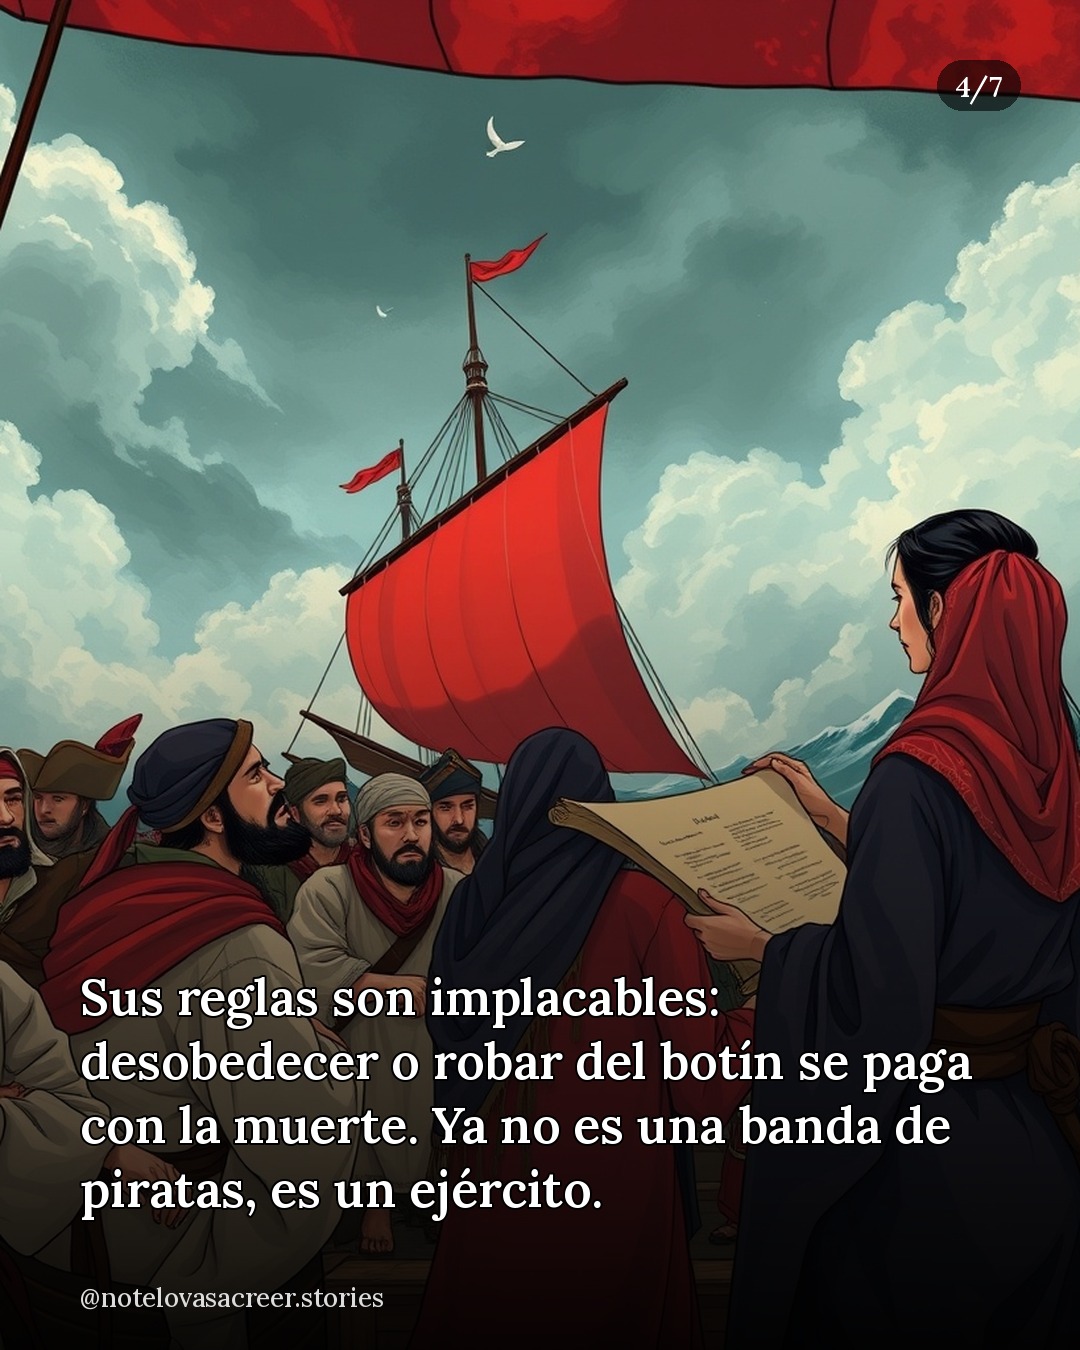 4/7
Sus reglas son implacables:
desobedecer o robar del botín se paga
con la muerte. Ya no es una banda de
piratas, es un ejército.
@notelovasacreer.stories